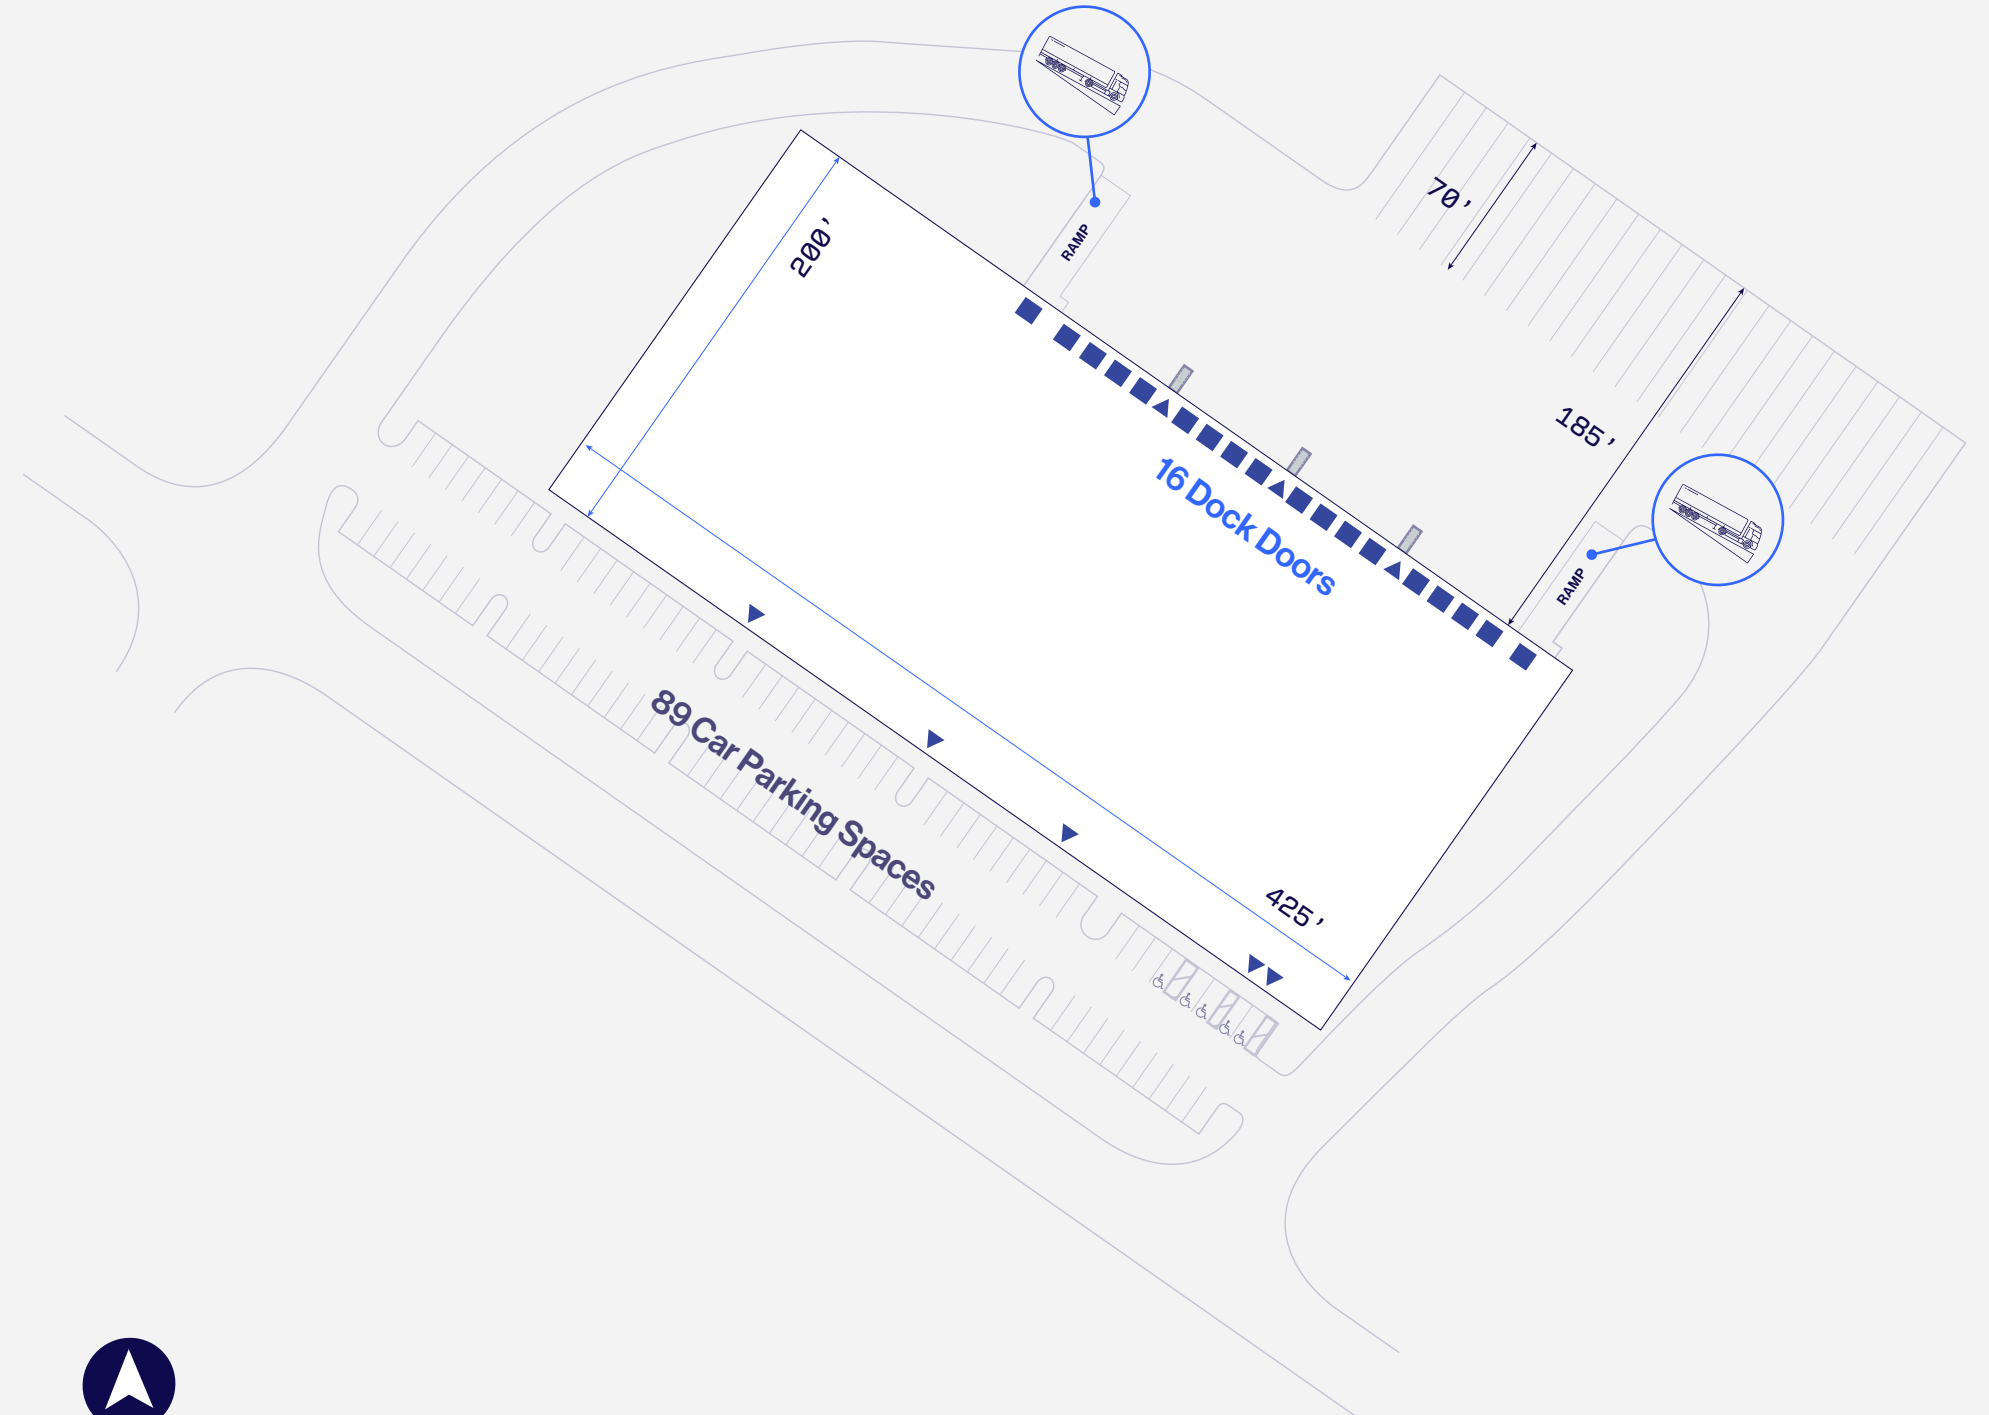 70’
200’
RAMP
185’
16 Dock Doors
RAMP
89 Car Parking Spaces
425’